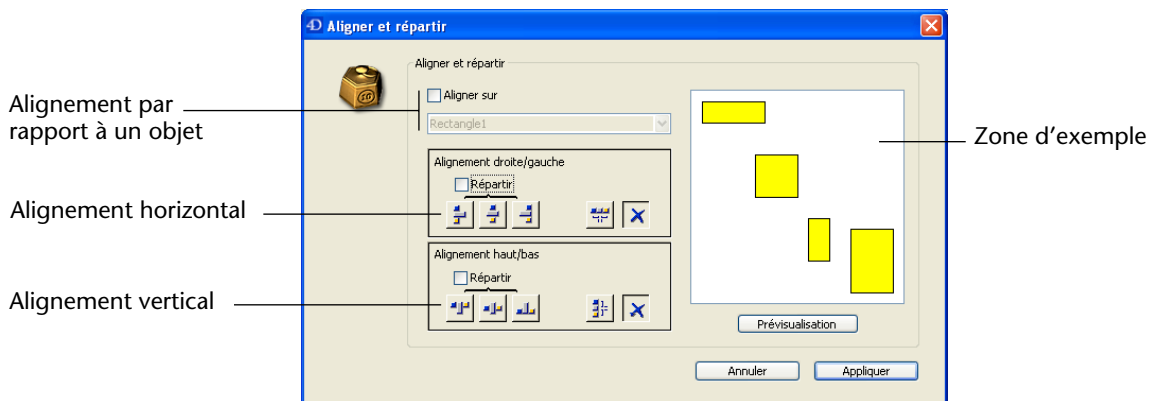 Aligner et répartir
Aligner et répartir
Aligner sur
Rectangle1
Alignement par
rapport à un objet
Zone d'exemple
Alignement droite/gauche
Répartir
Alignement horizontal
Alignement haut/bas
Répartir
Alignement vertical
Prévisualisation
Annuler
Appliquer